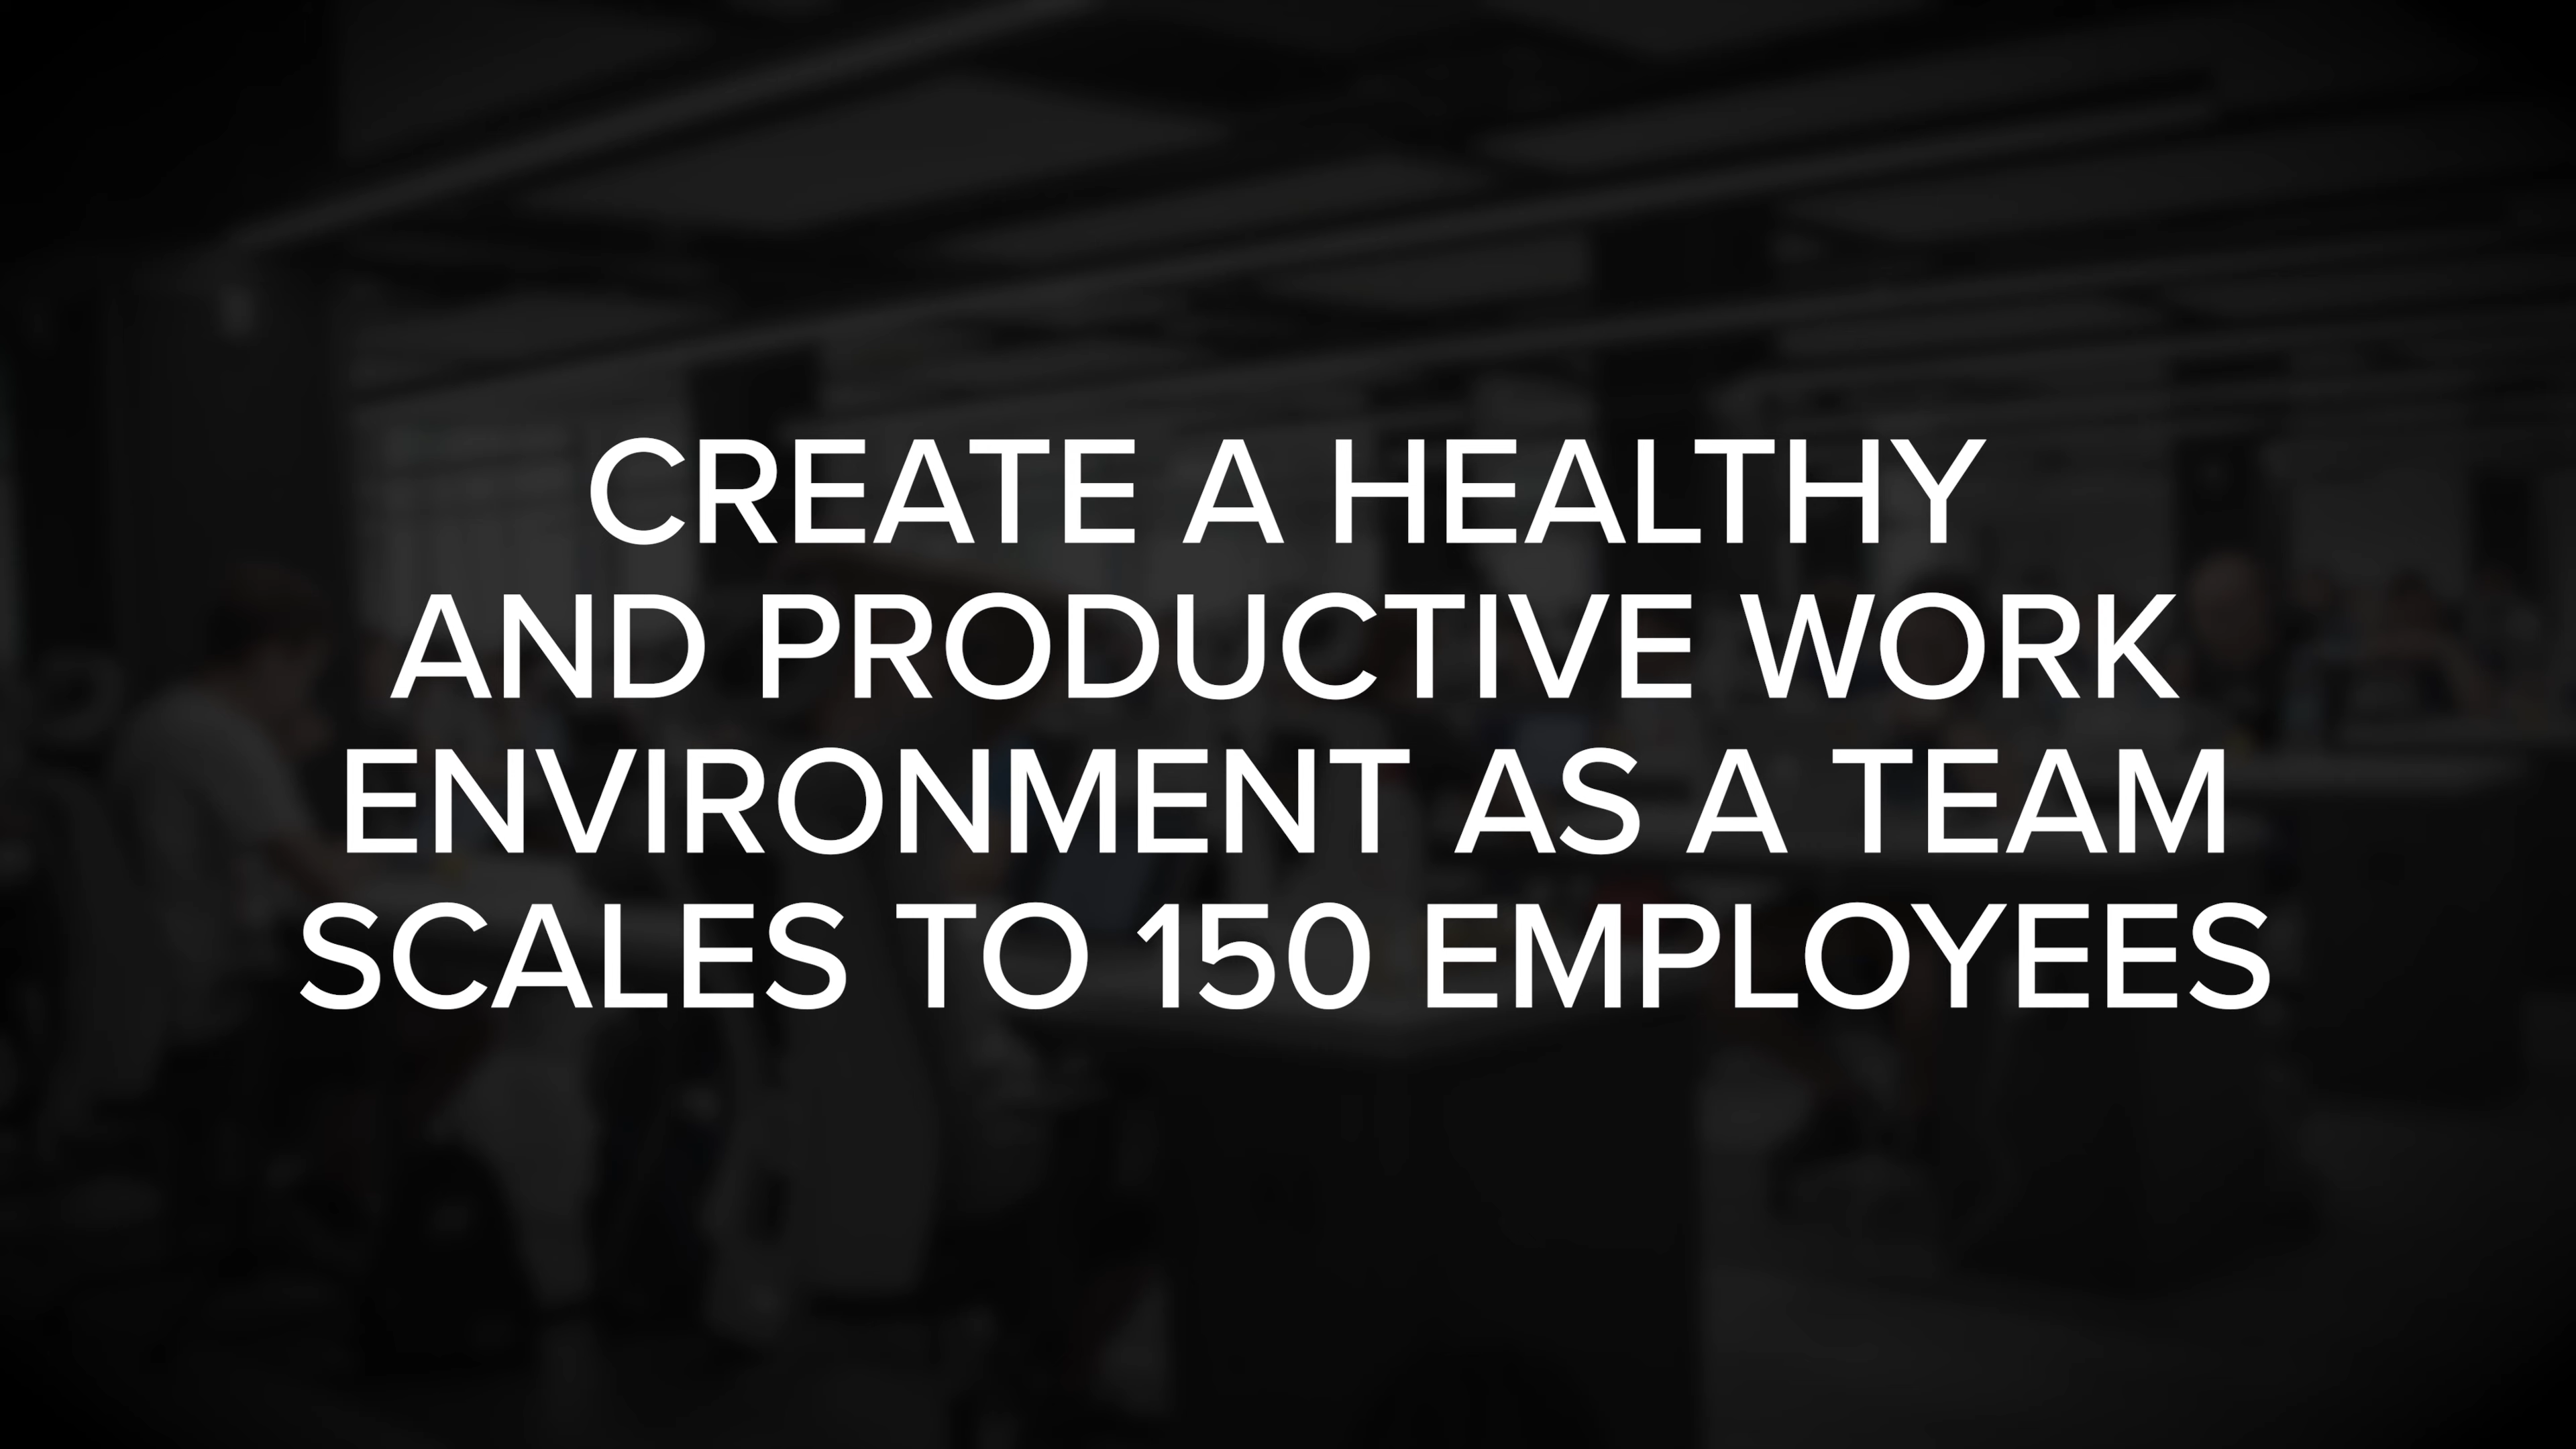 CREATE A HEALTHY
AND PRODUCTIVE WORK
ENVIRONMENT AS A TEAM
SCALES TO 150 EMPLOYEES